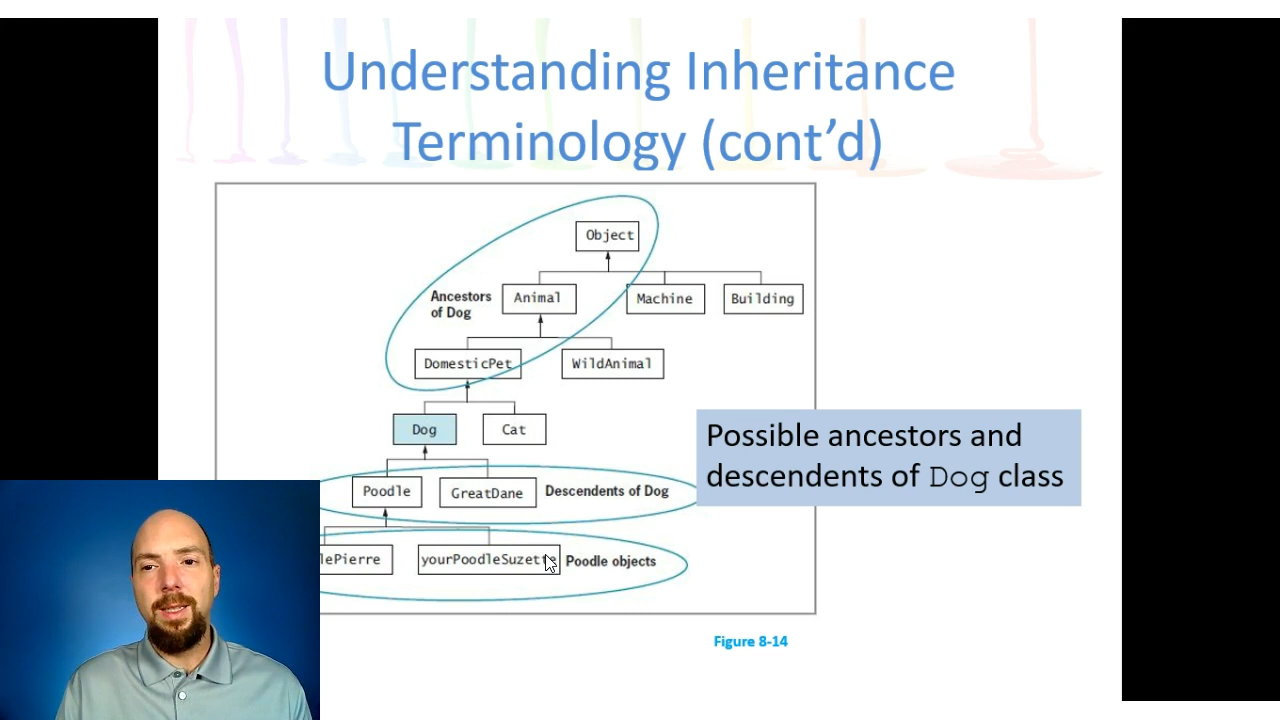 Understanding Inheritance
Terminology (cont'd)
Object
Ancestors
of Dog
Animal
Machine
Building
DomesticPet
WildAnimal
Dog
Cat
Possible ancestors and
descendents of Dog class
Poodle
GreatDane
Descendents of Dog
lePierre
yourPoodleSuzette
Poodle objects
Figure 8-14